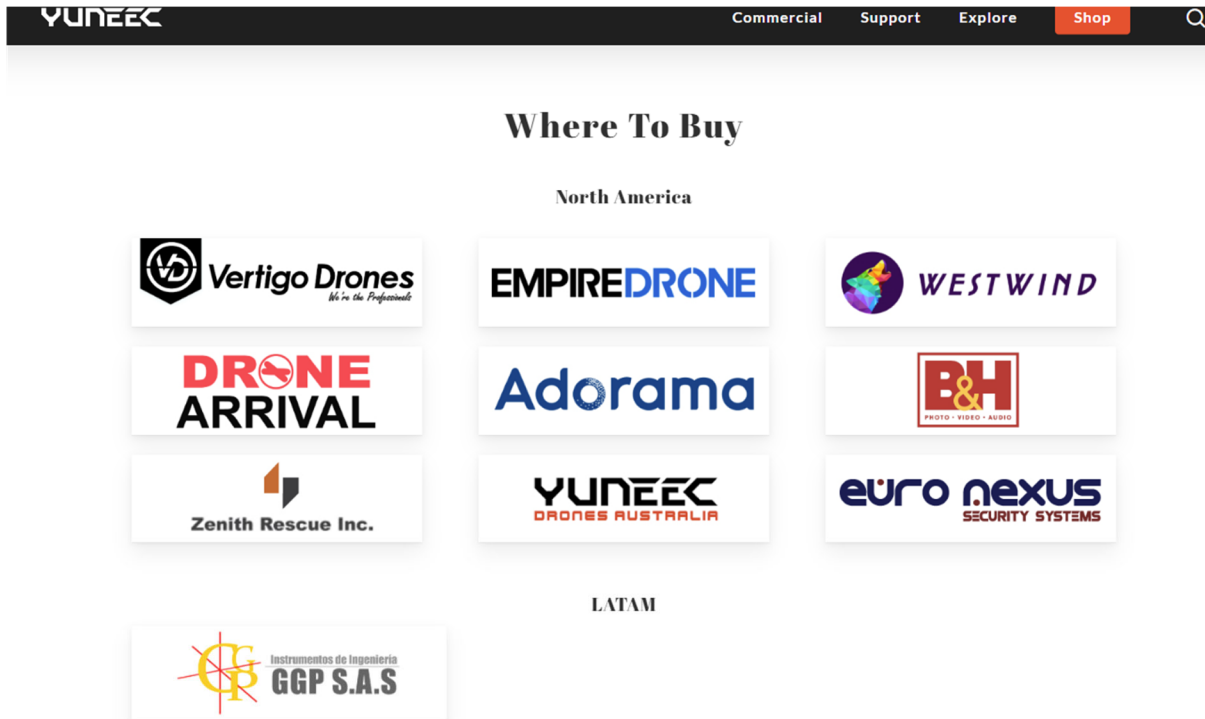 YUNEEC
Commercial Support Explore Shop
Where To Buy
North America
VD Vertigo Drones
We're the Professionals
EMPIREDRONE
WESTWIND
DRONE
ARRIVAL
Adorama
B&H
PHOTO • VIDEO • AUDIO
Zenith Rescue Inc.
YUNEEC
DRONES AUSTRALIA
euro nexus
SECURITY SYSTEMS
LATAM
GGP
Instrumentos de Ingeniería
GGP S.A.S